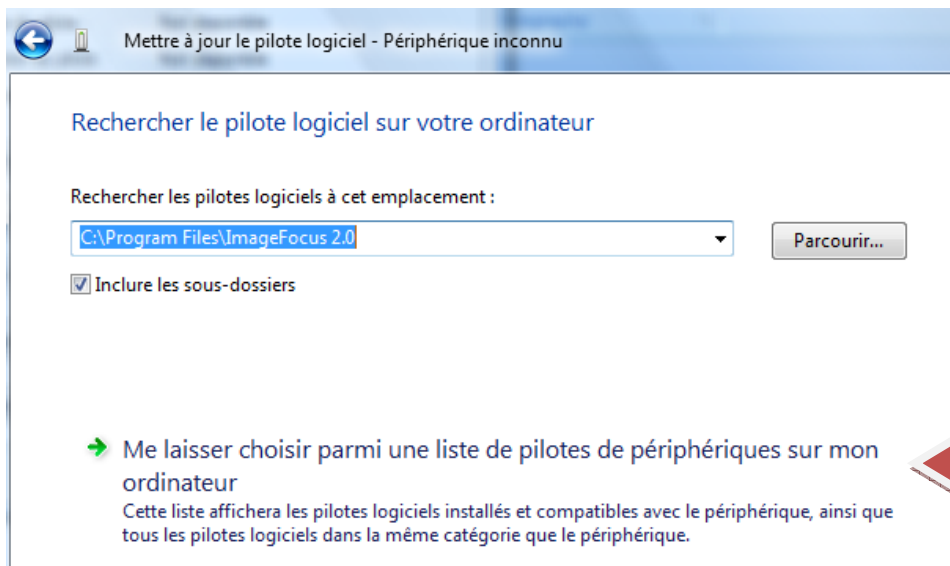 Mettre à jour le pilote logiciel - Périphérique inconnu
Rechercher le pilote logiciel sur votre ordinateur
Rechercher les pilotes logiciels à cet emplacement :
C:\Program Files\ImageFocus 2.0
Parcourir...
Inclure les sous-dossiers
Me laisser choisir parmi une liste de pilotes de périphériques sur mon
ordinateur
Cette liste affichera les pilotes logiciels installés et compatibles avec le périphérique, ainsi que
tous les pilotes logiciels dans la même catégorie que le périphérique.